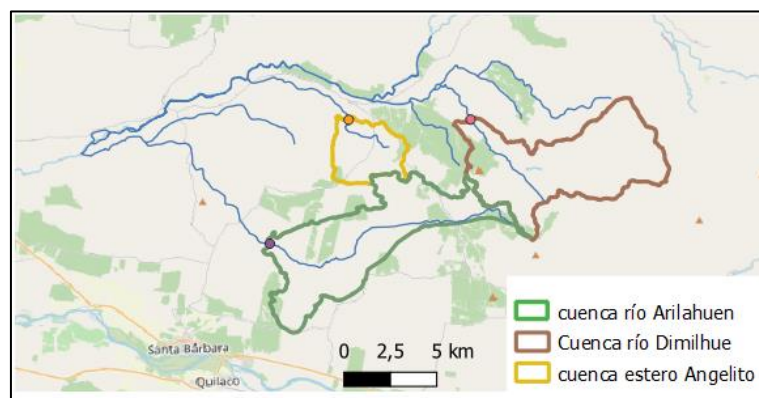 cuenca río Arilahuen
Cuenca río Dimilhue
cuenca estero Angelito
0 2,5 5 km
Santa Bárbara
Quilaco